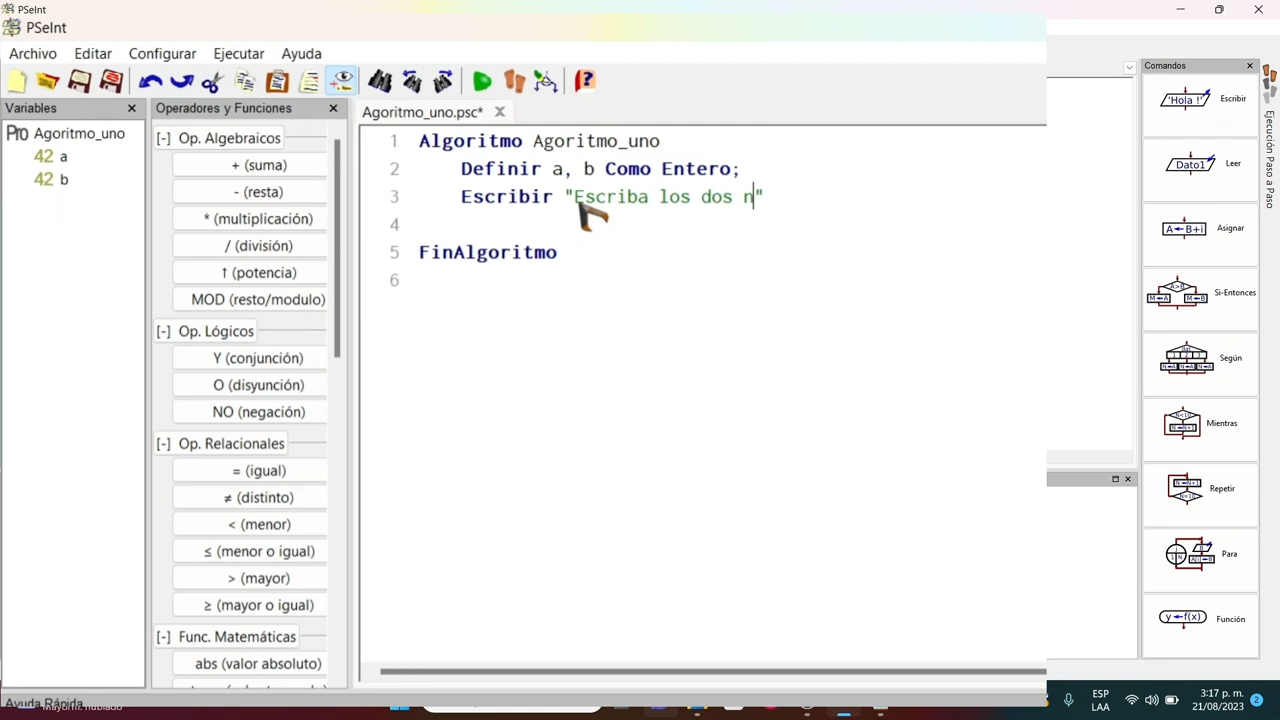 PSeInt
PSeInt
Archivo Editar Configurar Ejecutar Ayuda
Variables
Pro Agoritmo_uno
42 a
42 b
Operadores y Funciones
[-] Op. Algebraicos
+ (suma)
- (resta)
* (multiplicación)
/ (división)
↑ (potencia)
MOD (resto/modulo)
[-] Op. Lógicos
Y (conjunción)
O (disyunción)
NO (negación)
[-] Op. Relacionales
= (igual)
≠ (distinto)
< (menor)
≤ (menor o igual)
> (mayor)
≥ (mayor o igual)
[-] Func. Matemáticas
abs (valor absoluto)
Agoritmo_uno.psc*
1 Algoritmo Agoritmo_uno
2 Definir a, b Como Entero;
3 Escribir "Escriba los dos n"
4
5 FinAlgoritmo
6
Comandos
'Hola !' Escribir
Dato1 Leer
A←B+i Asignar
A>B Si-Entonces
Según
Mientras
Repetir
Para
y←f(x) Función
Ejecución Paso a Paso
Ayuda Rápida
ESP
LAA
3:17 p. m.
21/08/2023
2